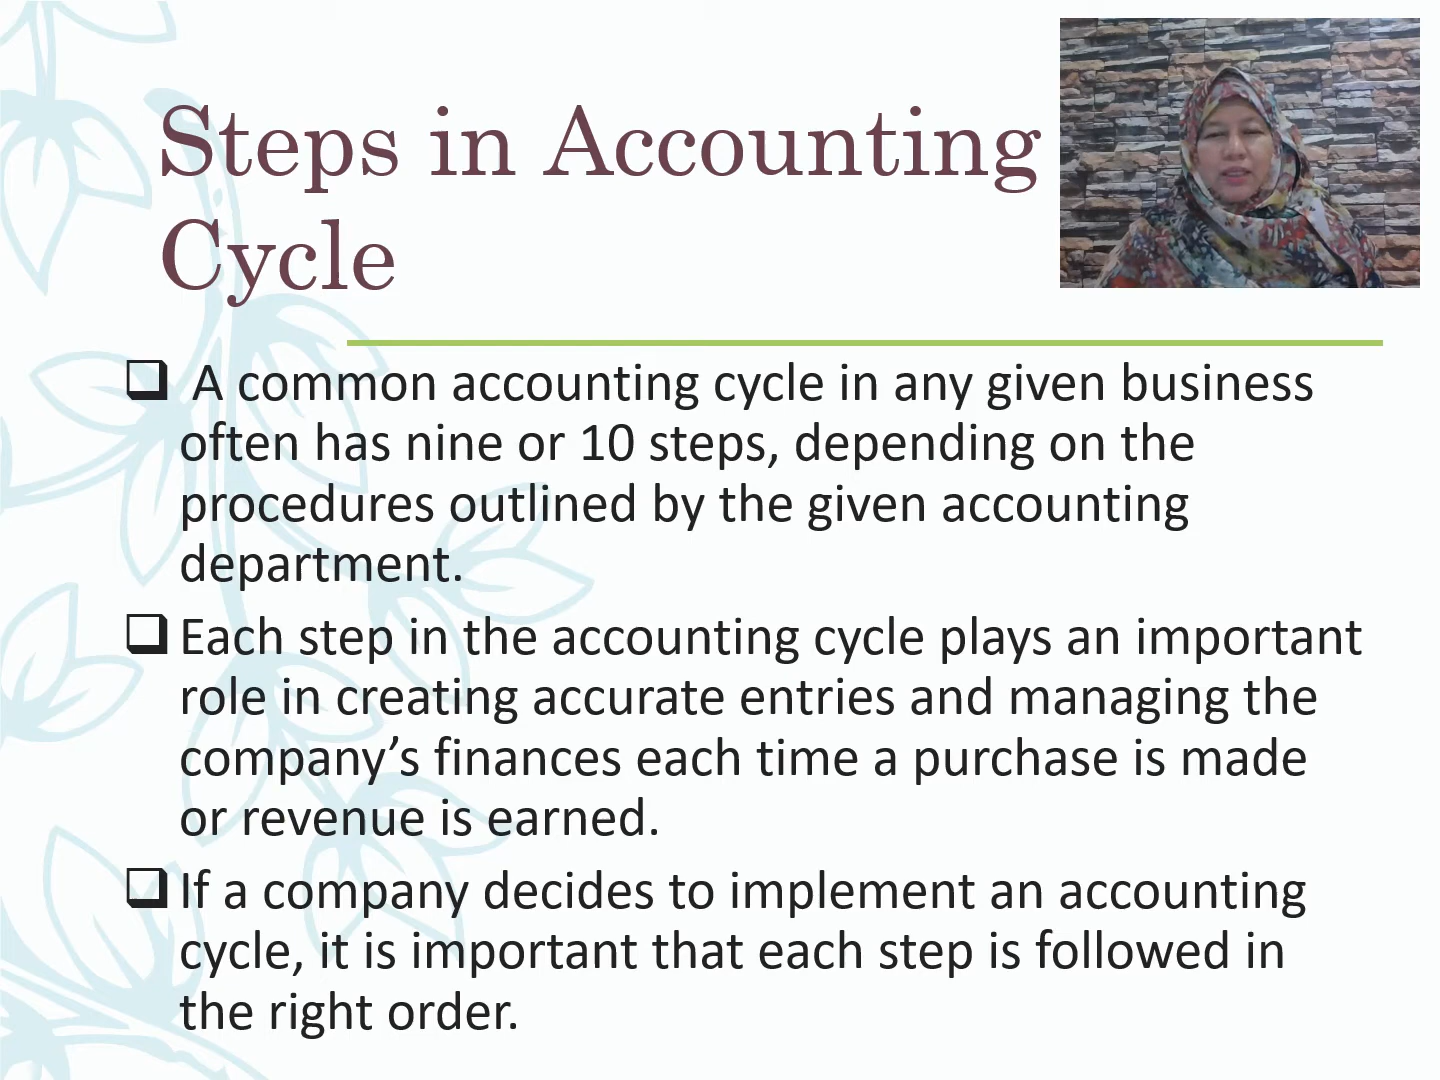 Steps in Accounting
Cycle
A common accounting cycle in any given business
often has nine or 10 steps, depending on the
procedures outlined by the given accounting
department.
Each step in the accounting cycle plays an important
role in creating accurate entries and managing the
company’s finances each time a purchase is made
or revenue is earned.
If a company decides to implement an accounting
cycle, it is important that each step is followed in
the right order.